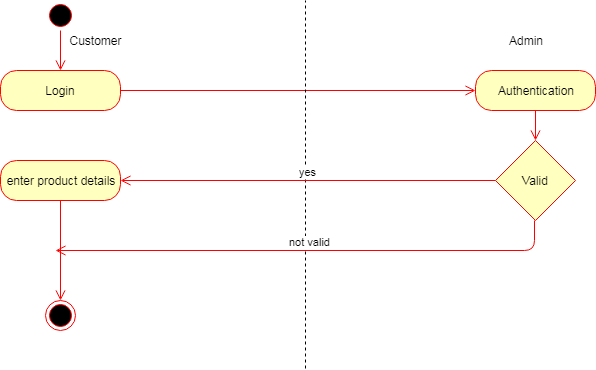 Customer
Admin
Login
Authentication
yes
enter product details
Valid
not valid